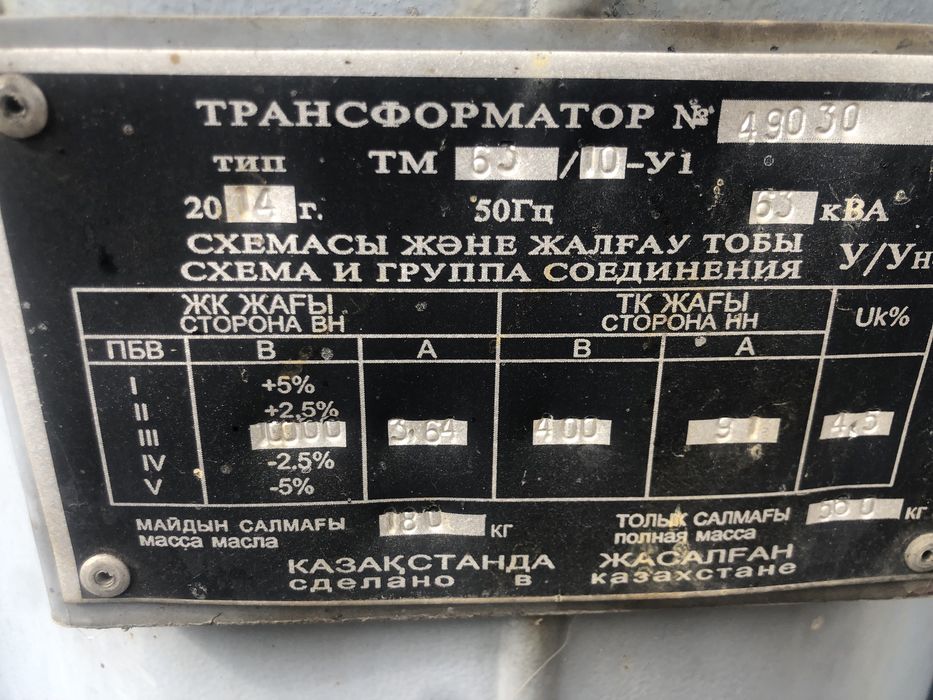 ТРАНСФОРМАТОР № 49030
тип ТМ 63 /10-У1
2014 г. 50Гц 63 кВА
СХЕМАСЫ ЖӘНЕ ЖАЛҒАУ ТОБЫ
СХЕМА И ГРУППА СОЕДИНЕНИЯ У/Ун
ЖК ЖАҒЫ ТК ЖАҒЫ
СТОРОНА ВН СТОРОНА НН Uк%
ПБВ В А В А
I +5%
II +2,5%
III 10000 3,64 400 91 4,5
IV -2,5%
V -5%
МАЙДЫН САЛМАҒЫ 180 кг ТОЛЫҚ САЛМАҒЫ кг
масса масла полная масса
КАЗАҚСТАНДА ЖАСАЛҒАН
сделано в казахстане